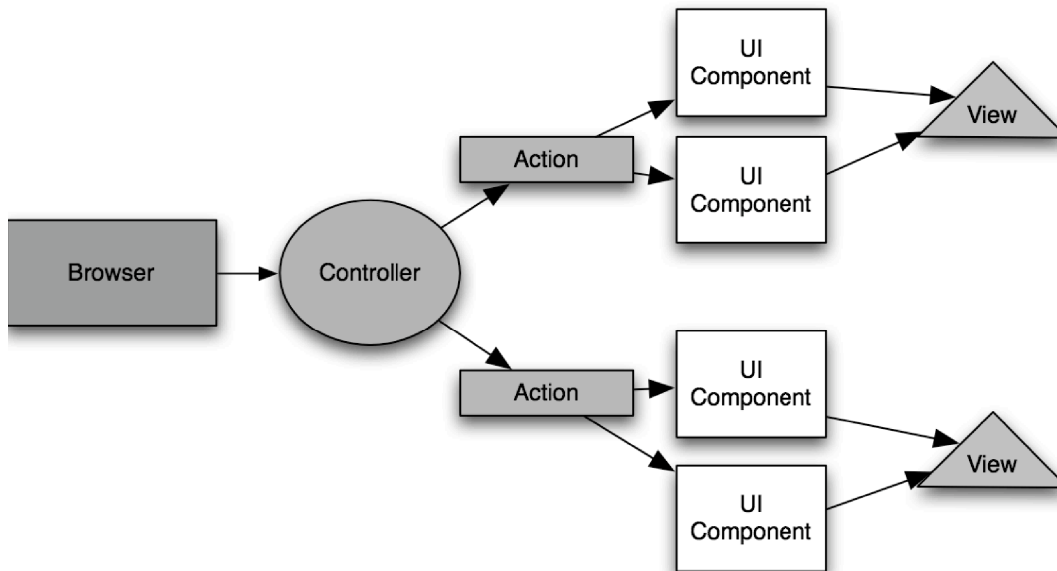 UI
Component
View
Action
UI
Component
Browser
Controller
UI
Component
Action
View
UI
Component